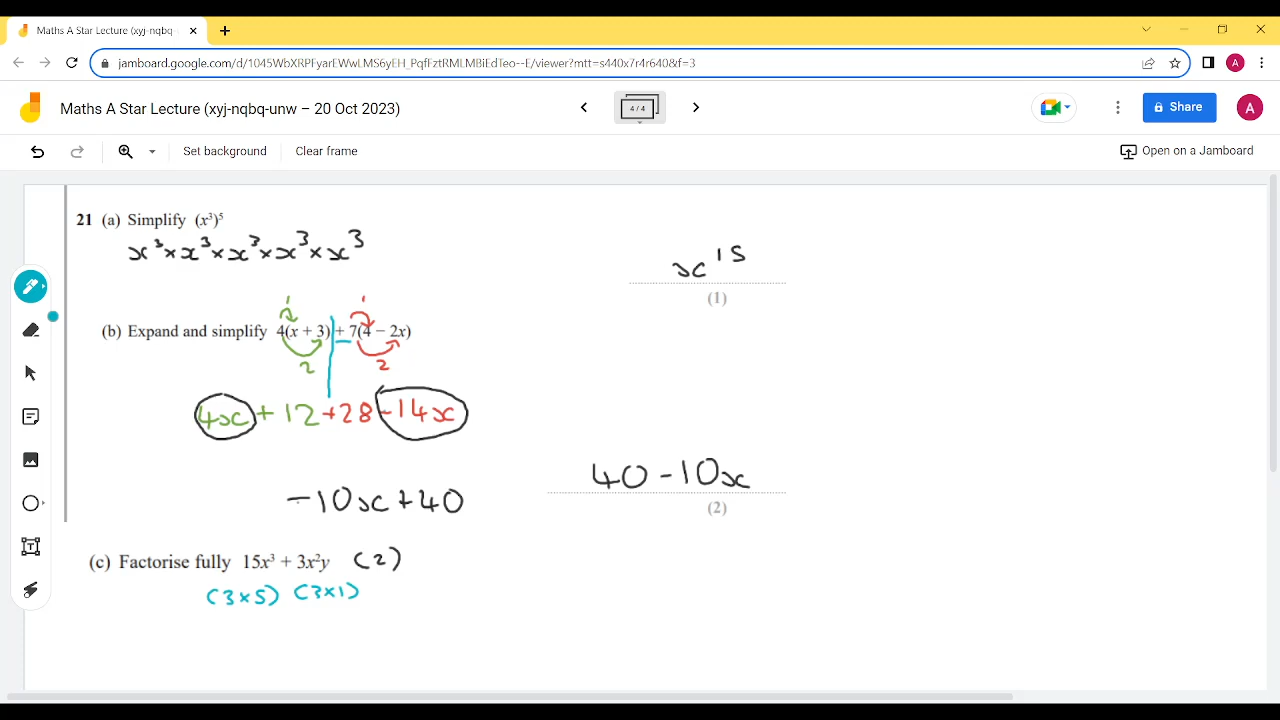 Maths A Star Lecture (xyj-nqbq
jamboard.google.com/d/1045WbXRPFyarEWwLMS6yEH_PqfFztRMLMBiEdTeo--E/viewer?mtt=s440x7r4r640&f=3
A
Maths A Star Lecture (xyj-nqbq-unw – 20 Oct 2023)
4 / 4
Share
A
Set background
Clear frame
Open on a Jamboard
21 (a) Simplify (x³)⁵
x³ × x³ × x³ × x³ × x³
x¹⁵
(1)
1 1
(b) Expand and simplify 4(x + 3) + 7(4 − 2x)
2 2
4x + 12 + 28 − 14x
40 − 10x
− 10x + 40
(2)
(c) Factorise fully 15x³ + 3x²y (2)
(3 × 5) (3 × 1)